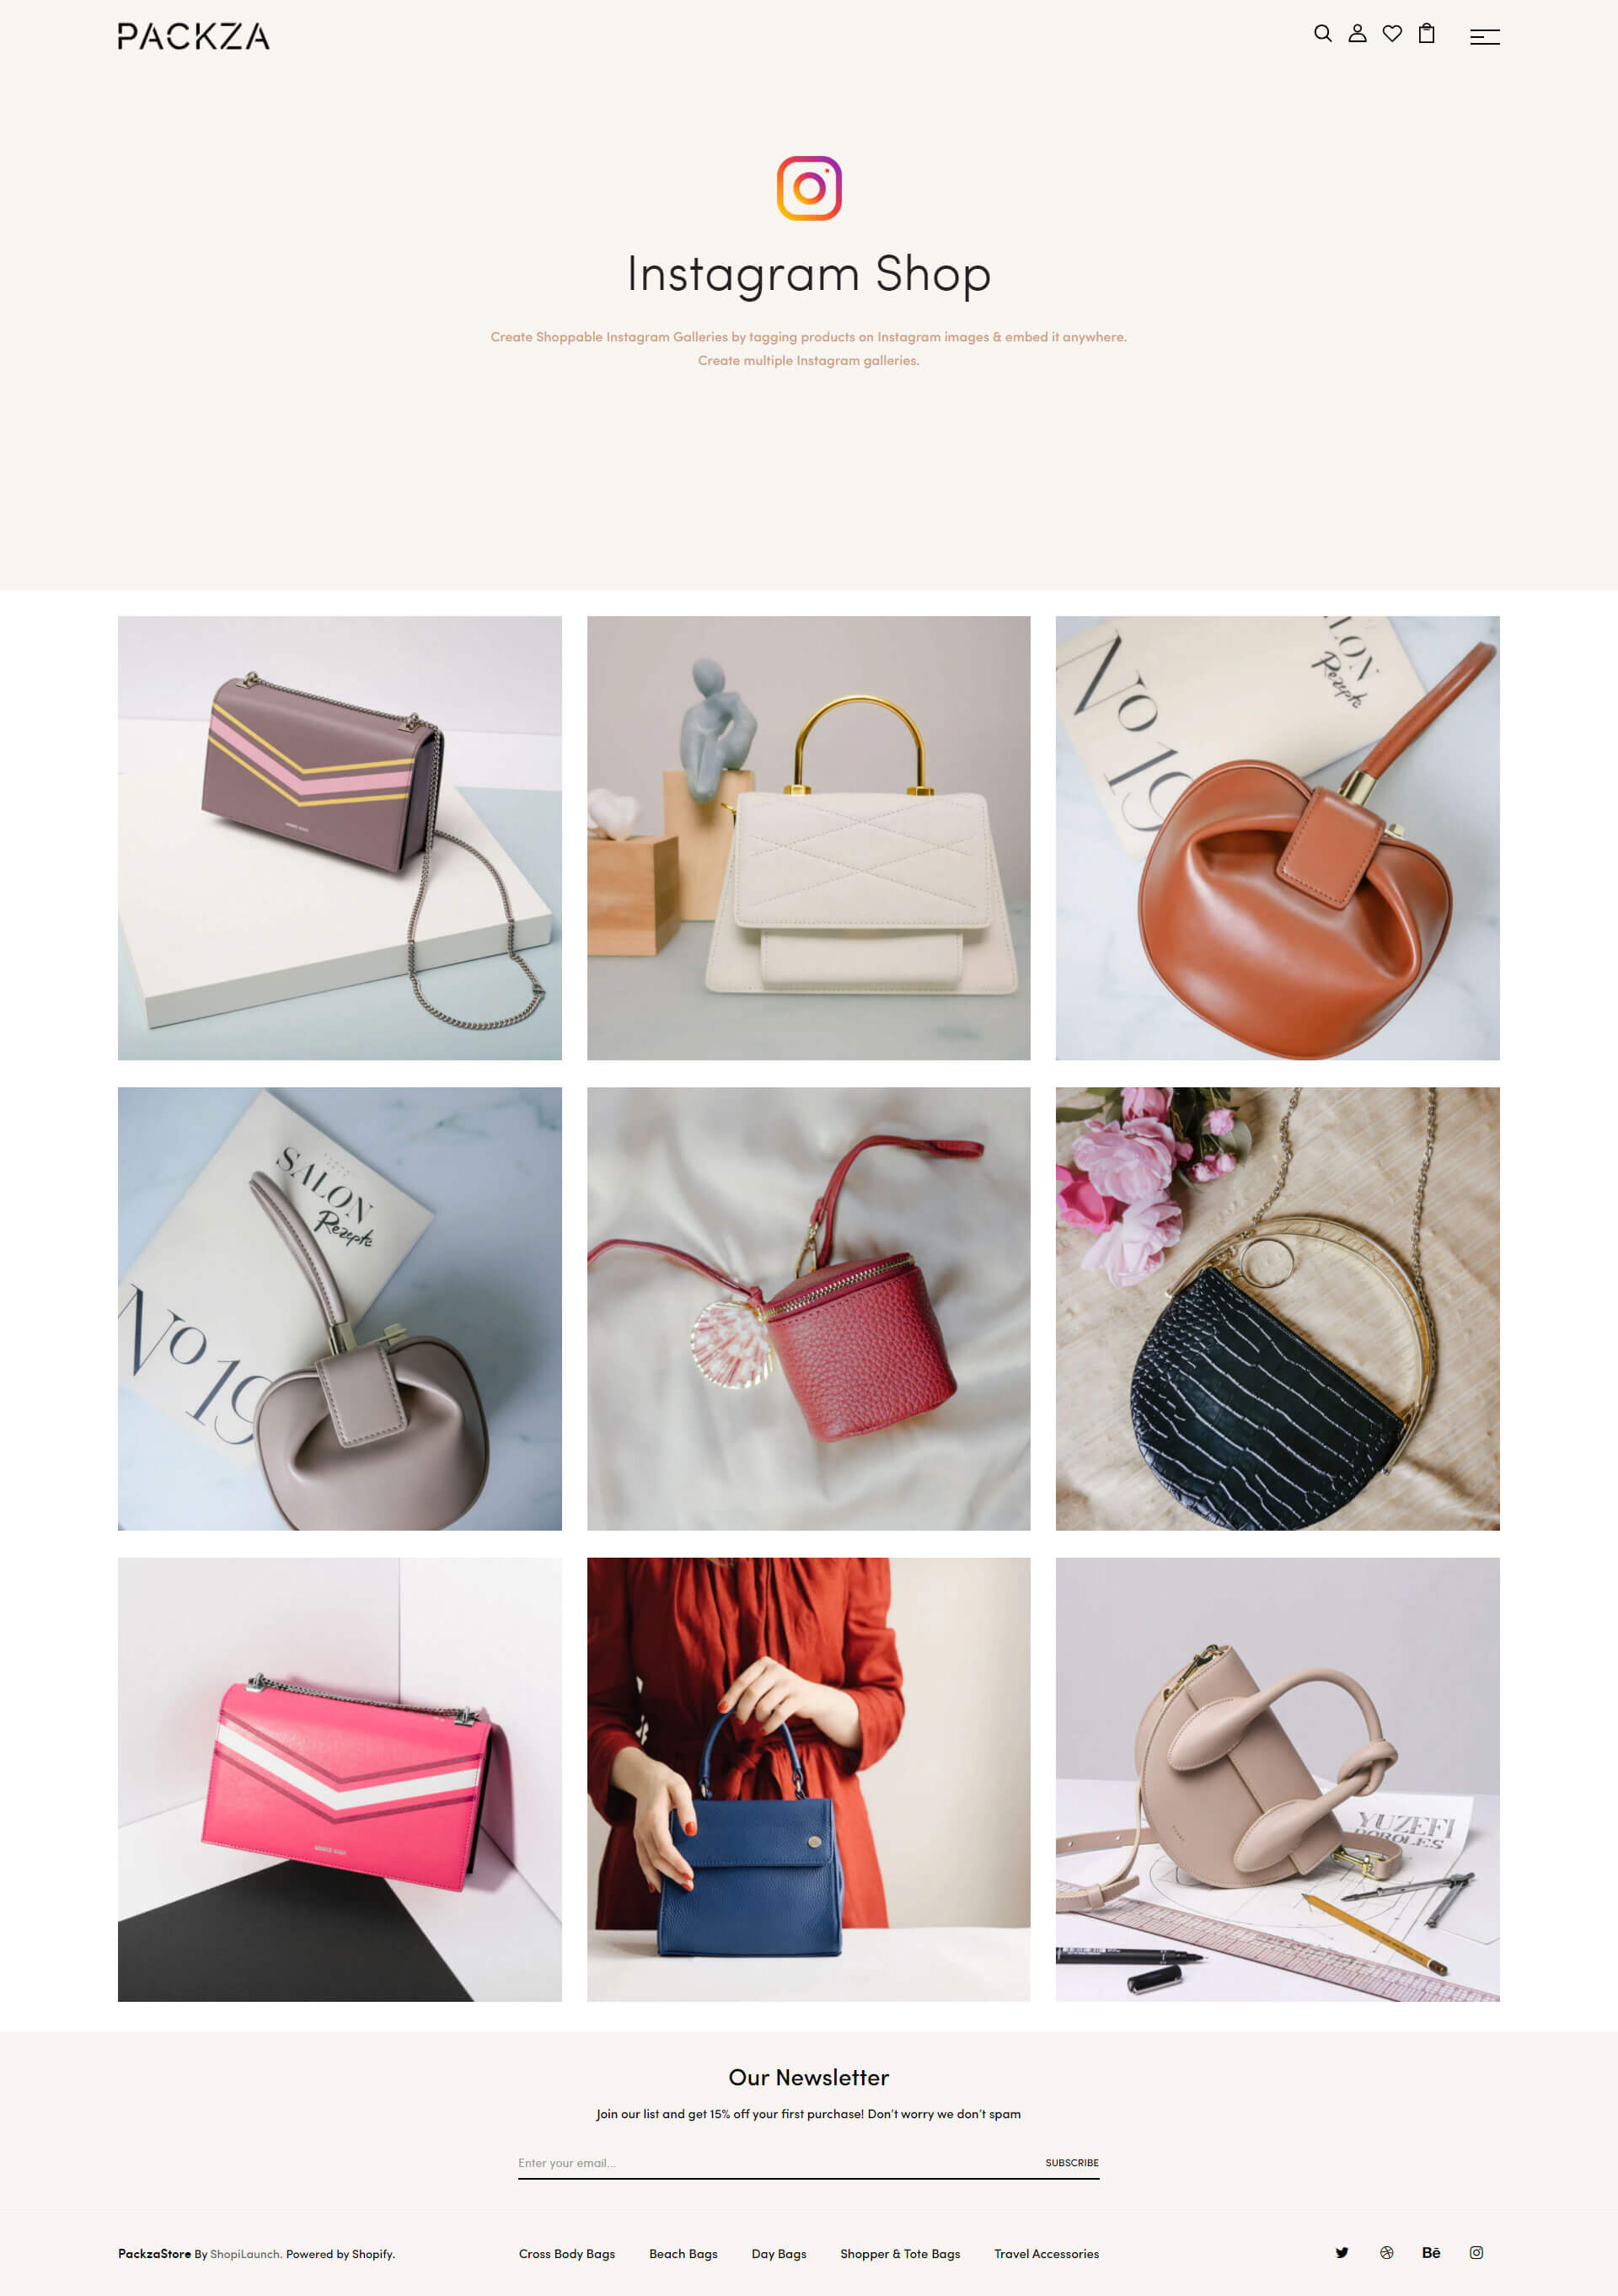 PACKZA
Instagram Shop
Create Shoppable Instagram Galleries by tagging products on Instagram images & embed it anywhere.
Create multiple Instagram galleries.
LON
Rezepte
No
19
SALON
Rezepte
No
19
YUZEFI
Our Newsletter
Join our list and get 15% off your first purchase! Don't worry we don't spam
Enter your email...
SUBSCRIBE
PackzaStore By ShopiLaunch. Powered by Shopify.
Cross Body Bags
Beach Bags
Day Bags
Shopper & Tote Bags
Travel Accessories
Bē